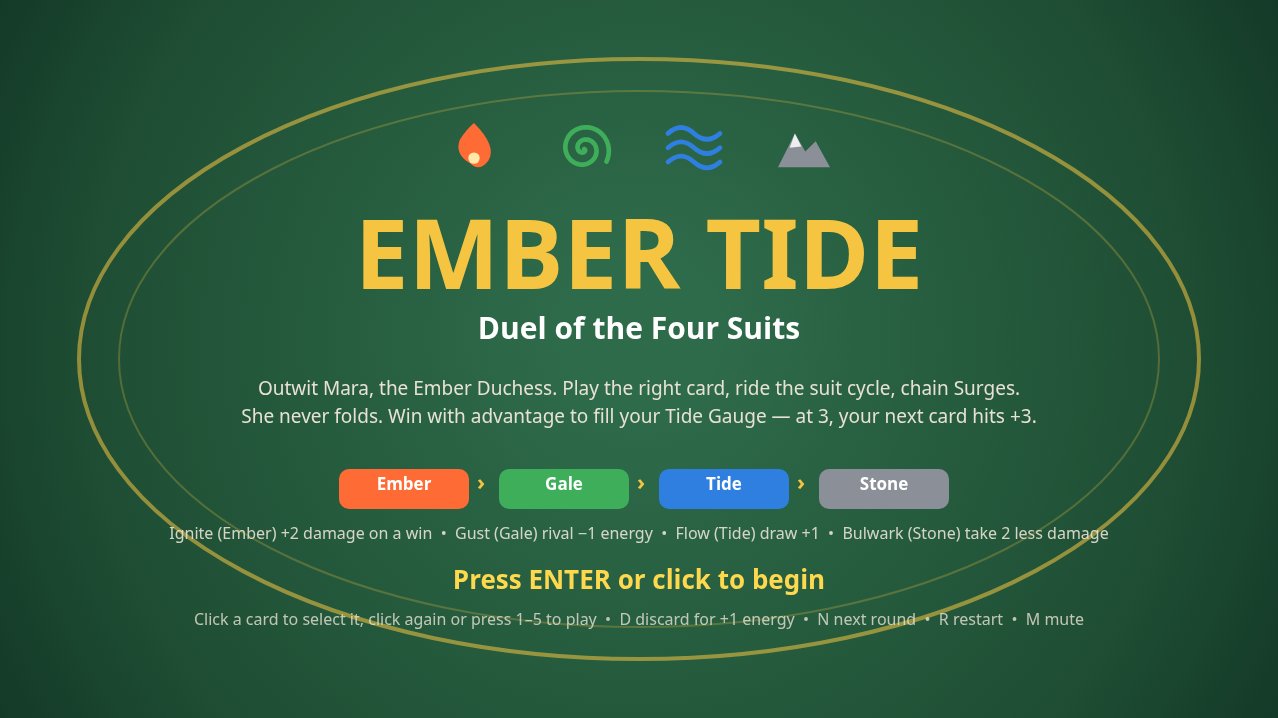 EMBER TIDE
Duel of the Four Suits
Outwit Mara, the Ember Duchess. Play the right card, ride the suit cycle, chain Surges.
She never folds. Win with advantage to fill your Tide Gauge — at 3, your next card hits +3.
Ember › Gale › Tide › Stone
Ignite (Ember) +2 damage on a win • Gust (Gale) rival −1 energy • Flow (Tide) draw +1 • Bulwark (Stone) take 2 less damage
Press ENTER or click to begin
Click a card to select it, click again or press 1–5 to play • D discard for +1 energy • N next round • R restart • M mute